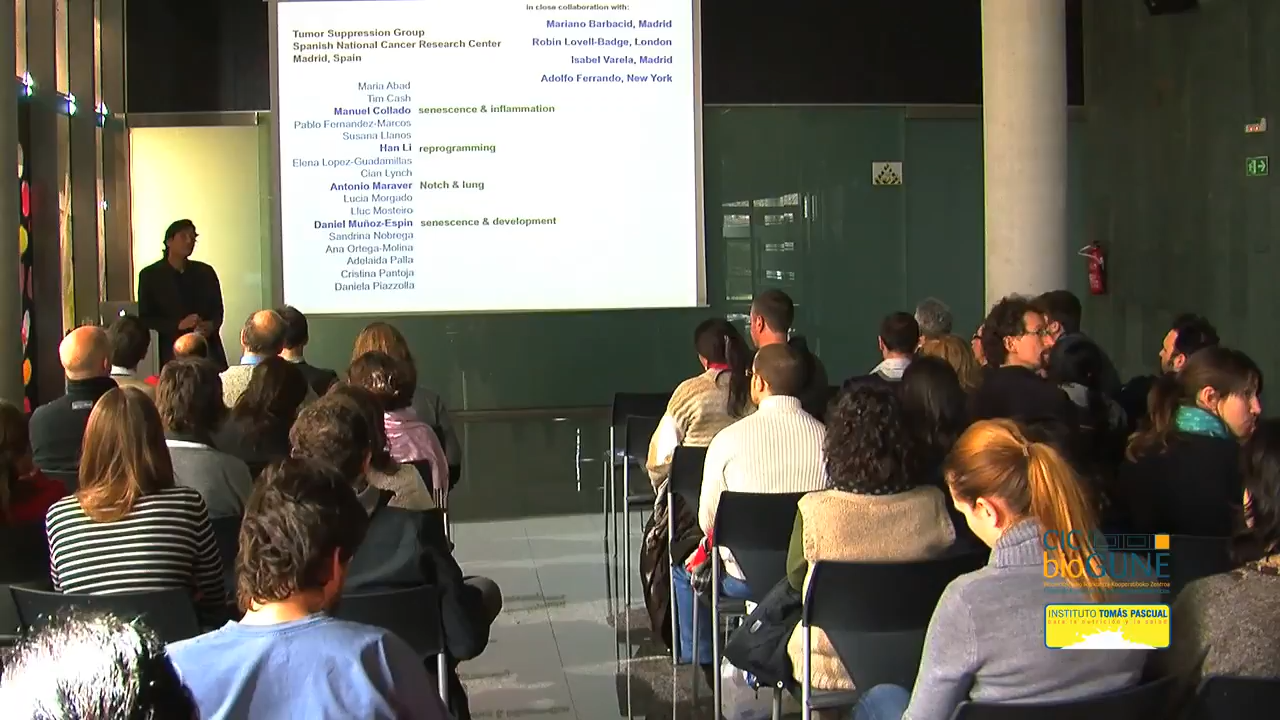 in close collaboration with:
Mariano Barbacid, Madrid
Robin Lovell-Badge, London
Isabel Varela, Madrid
Adolfo Ferrando, New York
Tumor Suppression Group
Spanish National Cancer Research Center
Madrid, Spain
Maria Abad
Tim Cash
Manuel Collado senescence & inflammation
Pablo Fernandez-Marcos
Susana Llanos
Han Li reprogramming
Elena Lopez-Guadamillas
Cian Lynch
Antonio Maraver Notch & lung
Lucia Morgado
Lluc Mosteiro
Daniel Muñoz-Espin senescence & development
Sandrina Nobrega
Ana Ortega-Molina
Adelaida Palla
Cristina Pantoja
Daniela Piazzolla
CIC
bioGUNE
INSTITUTO TOMÁS PASCUAL
para la nutrición y la salud